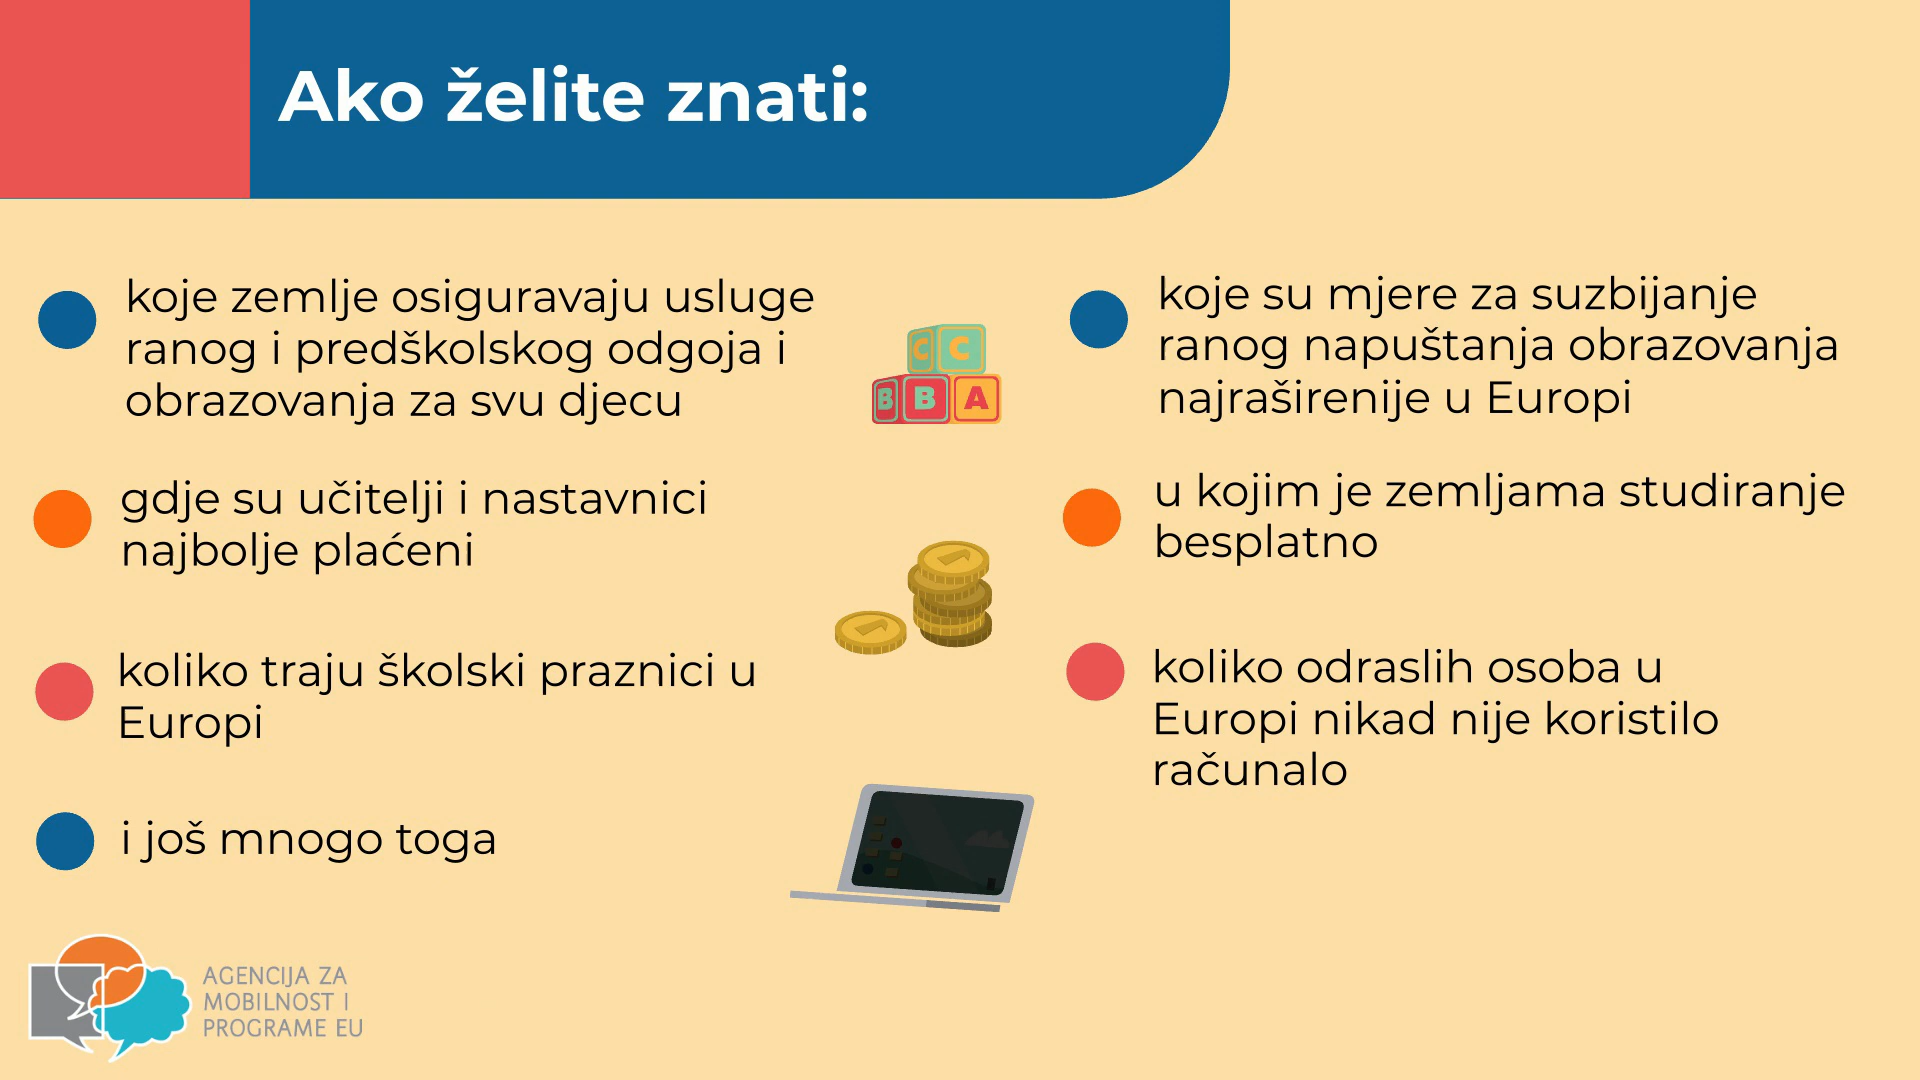 Ako želite znati:
koje zemlje osiguravaju usluge
ranog i predškolskog odgoja i
obrazovanja za svu djecu
gdje su učitelji i nastavnici
najbolje plaćeni
koliko traju školski praznici u
Europi
i još mnogo toga
C C
B B A
koje su mjere za suzbijanje
ranog napuštanja obrazovanja
najraširenije u Europi
u kojim je zemljama studiranje
besplatno
koliko odraslih osoba u
Europi nikad nije koristilo
računalo
AGENCIJA ZA
MOBILNOST I
PROGRAME EU